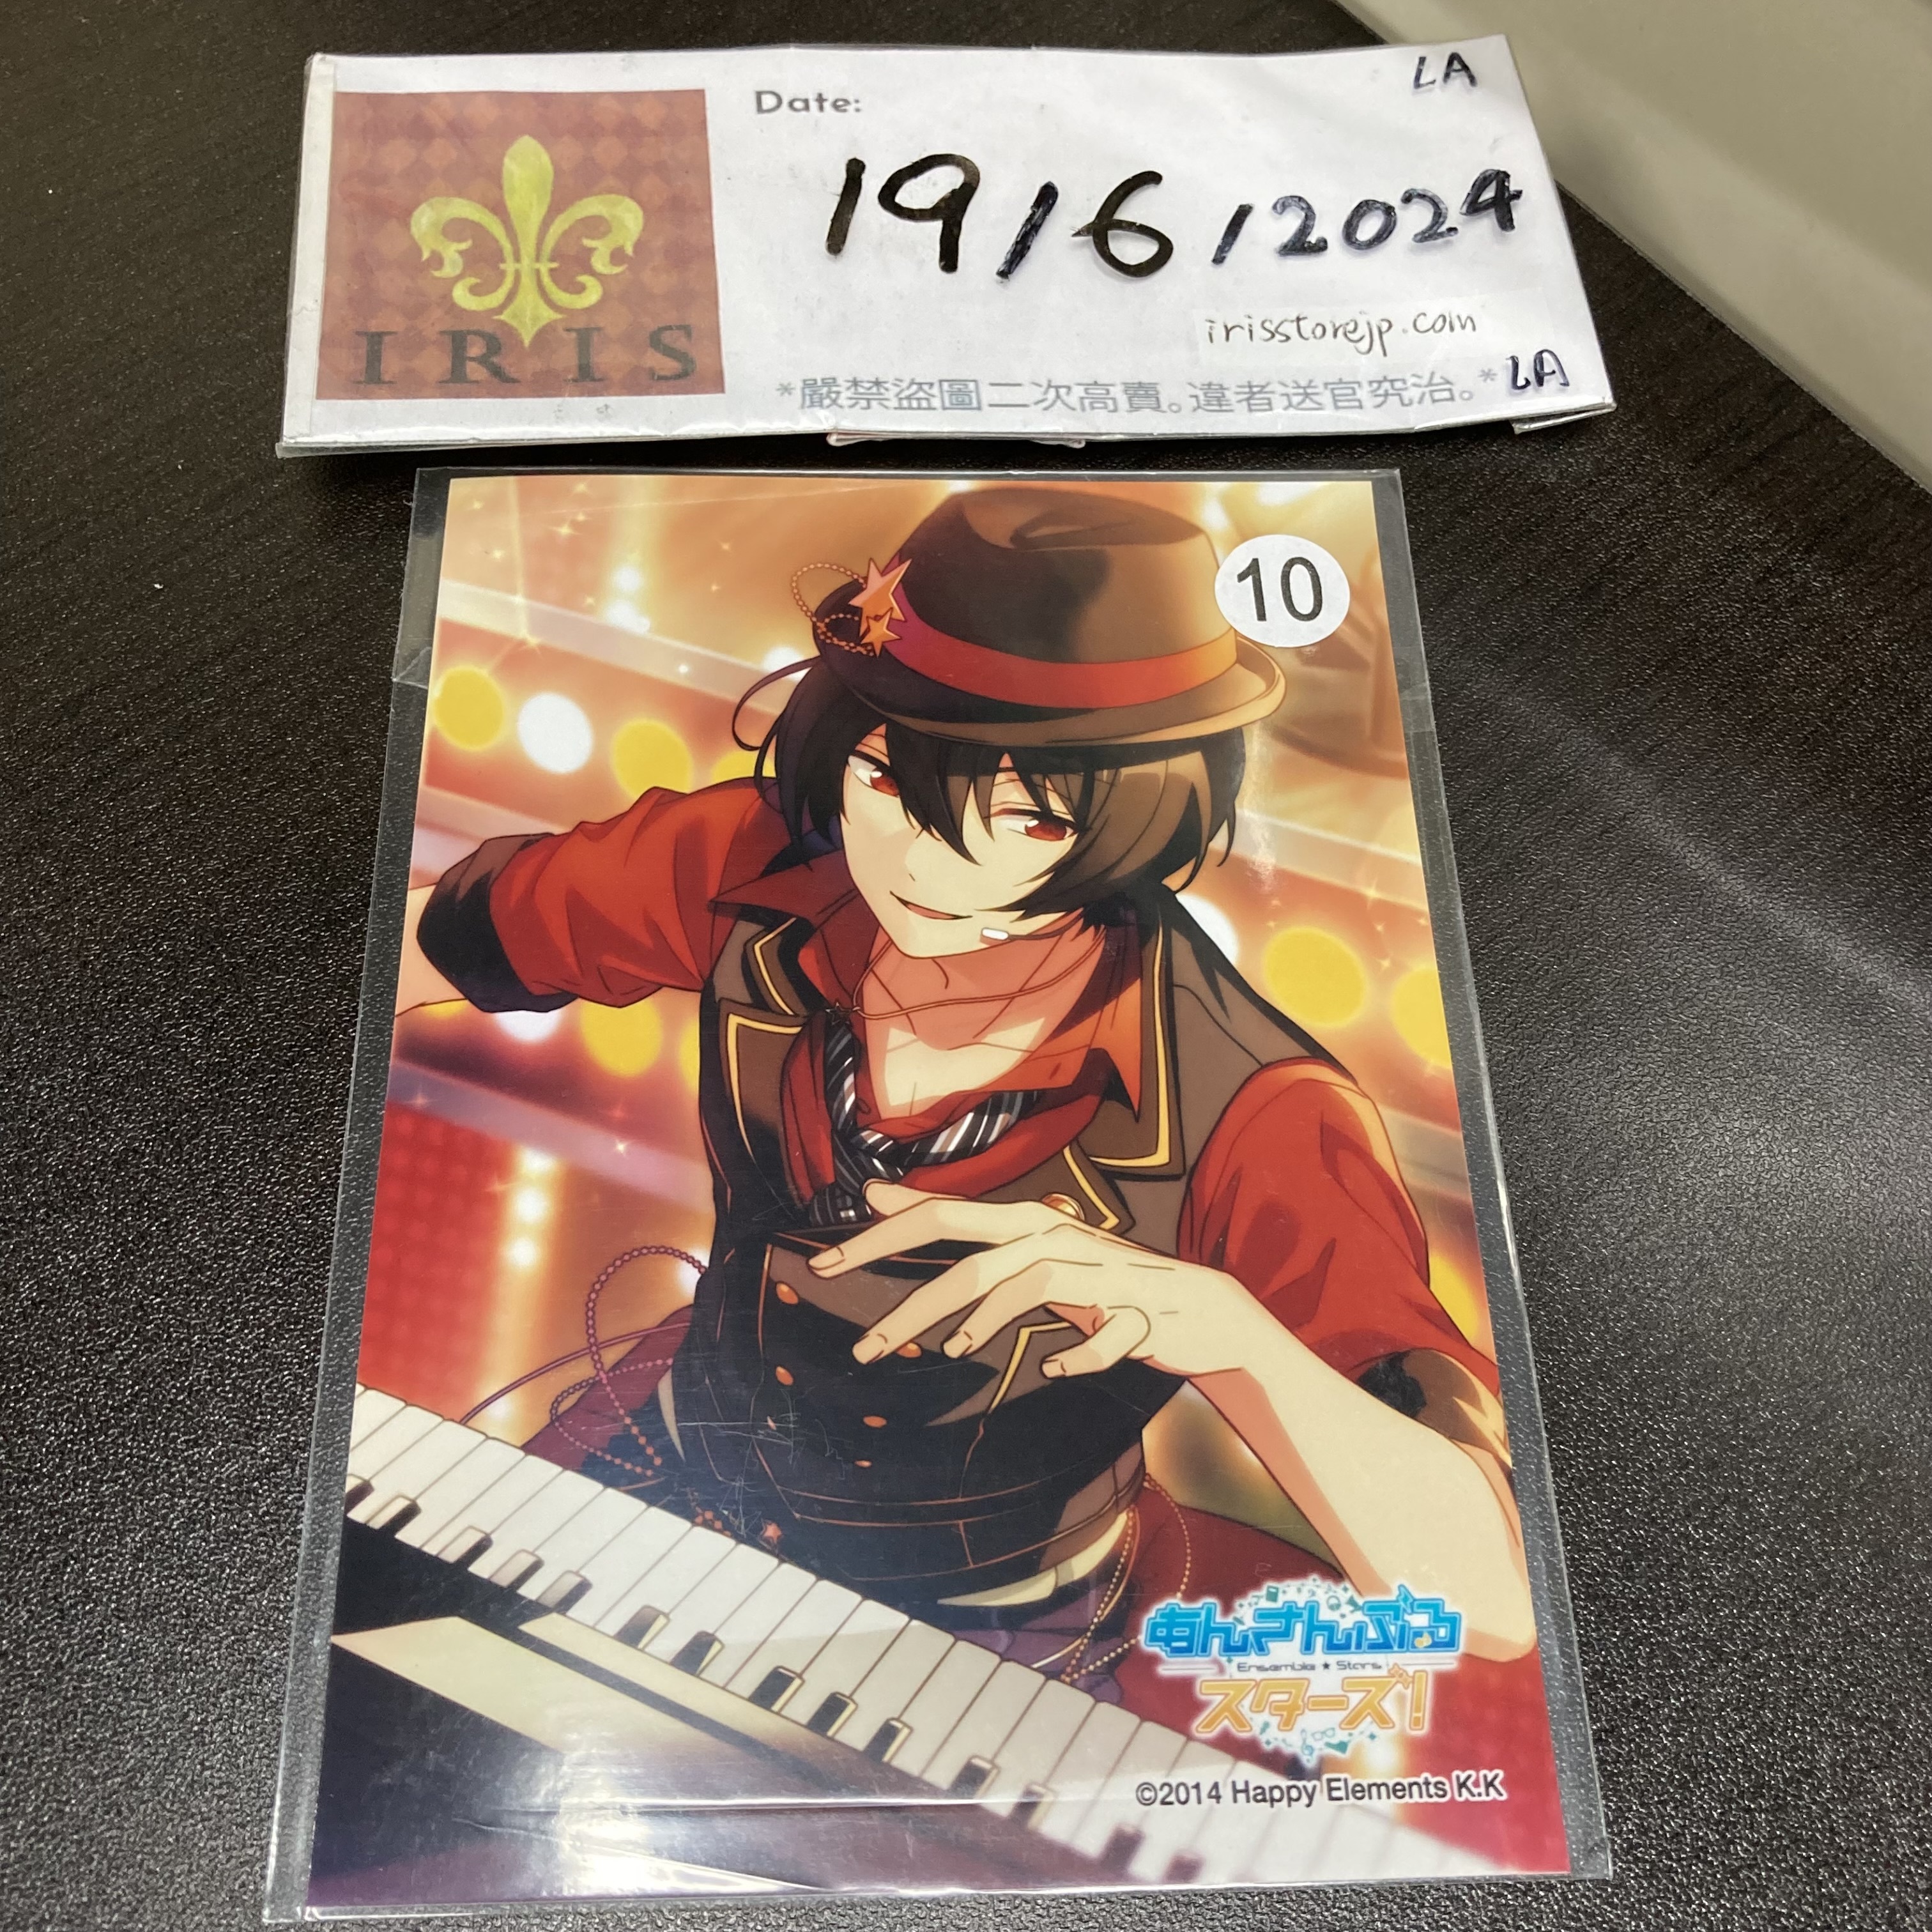 LA
Date:
19/6/2024
IRIS
irisstorejp.com
*嚴禁盜圖二次高賣。違者送官究治。* LA
10
あんさんぶる
Ensemble ★ Stars
スターズ!
©2014 Happy Elements K.K